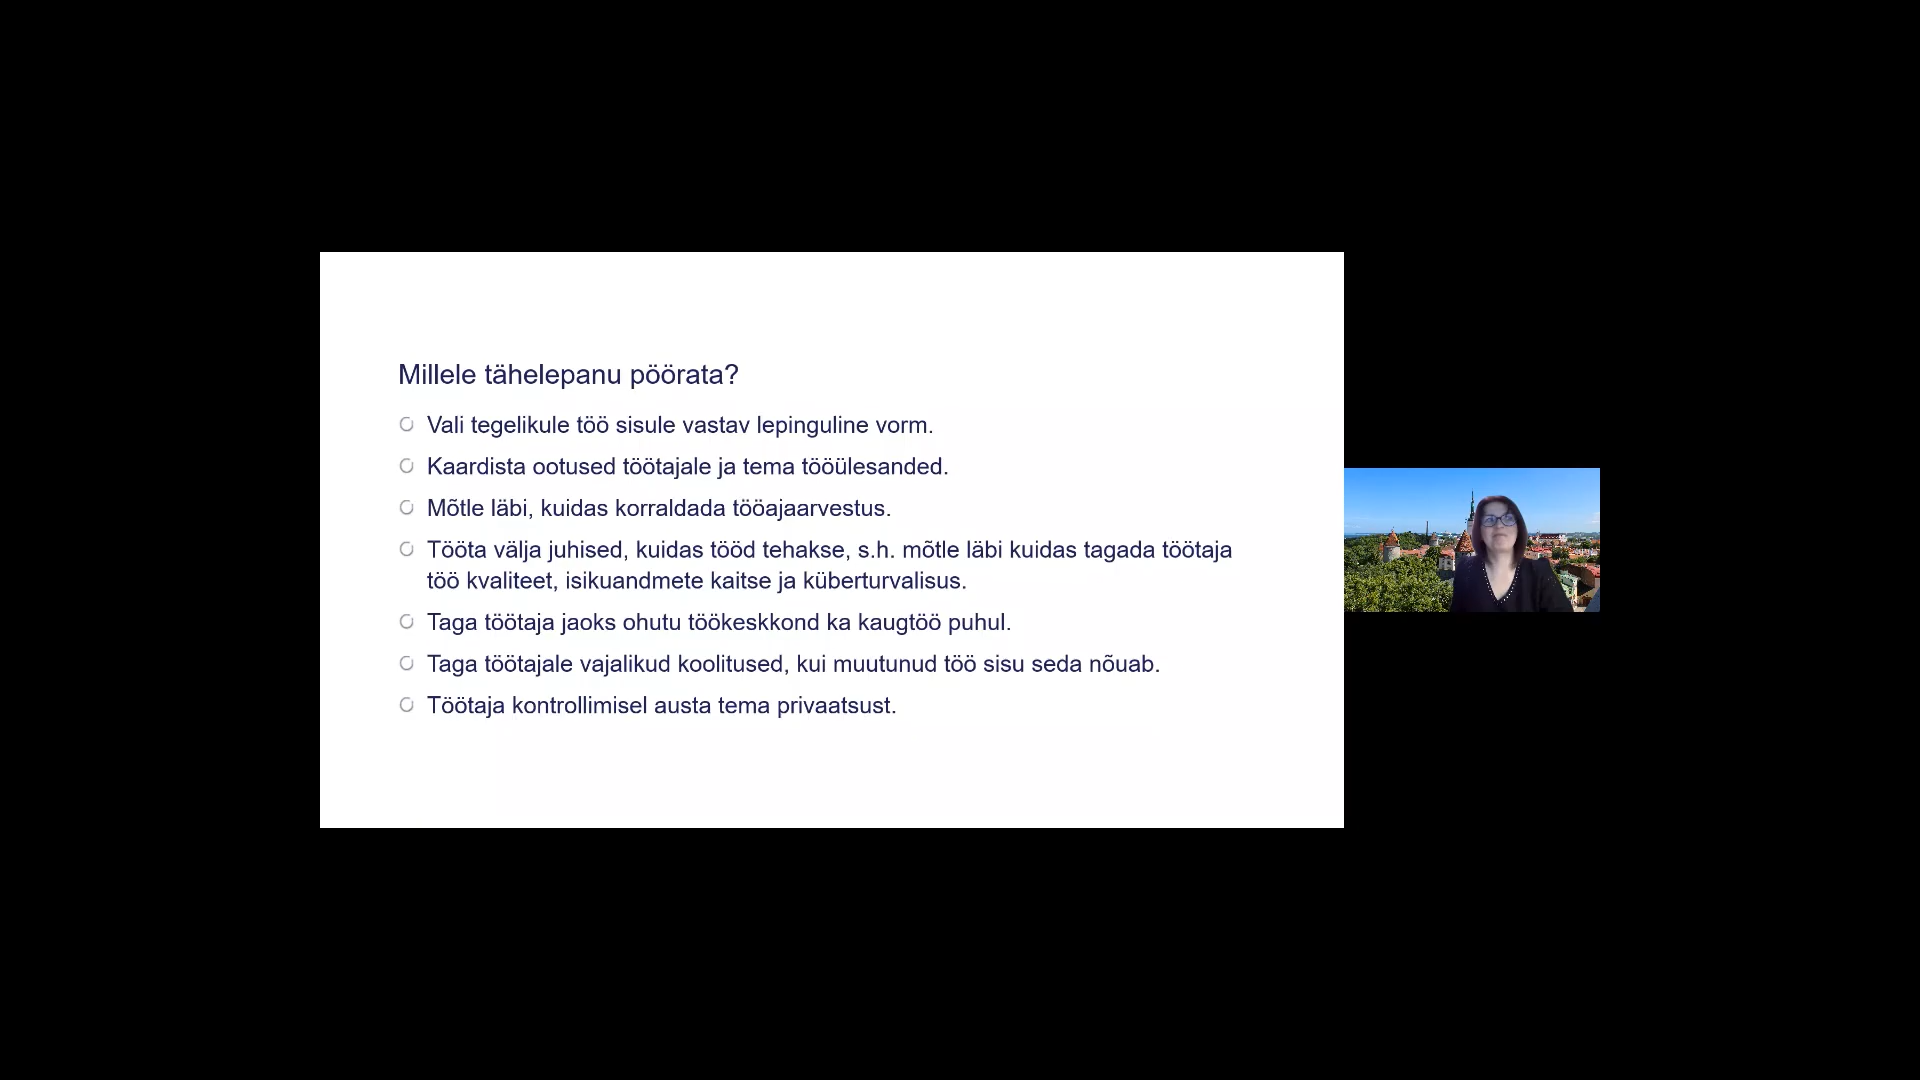 Millele tähelepanu pöörata?
Vali tegelikule töö sisule vastav lepinguline vorm.
Kaardista ootused töötajale ja tema tööülesanded.
Mõtle läbi, kuidas korraldada tööajaarvestus.
Tööta välja juhised, kuidas tööd tehakse, s.h. mõtle läbi kuidas tagada töötaja
töö kvaliteet, isikuandmete kaitse ja küberturvalisus.
Taga töötaja jaoks ohutu töökeskkond ka kaugtöö puhul.
Taga töötajale vajalikud koolitused, kui muutunud töö sisu seda nõuab.
Töötaja kontrollimisel austa tema privaatsust.